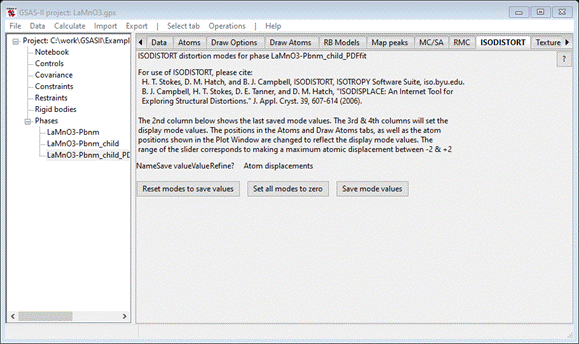 GSAS-II project: LaMnO3.gpx
File Data Calculate Import Export | Select tab Operations | Help
Project: C:\work\GSASII\Exampl
Notebook
Controls
Covariance
Constraints
Restraints
Rigid bodies
Phases
LaMnO3-Pbnm
LaMnO3-Pbnm_child
LaMnO3-Pbnm_child_PD
Data Atoms Draw Options Draw Atoms RB Models Map peaks MC/SA RMC ISODISTORT Texture
ISODISTORT distortion modes for phase LaMnO3-Pbnm_child_PDFfit
?
For use of ISODISTORT, please cite:
H. T. Stokes, D. M. Hatch, and B. J. Campbell, ISODISTORT, ISOTROPY Software Suite, iso.byu.edu.
B. J. Campbell, H. T. Stokes, D. E. Tanner, and D. M. Hatch, "ISODISPLACE: An Internet Tool for
Exploring Structural Distortions." J. Appl. Cryst. 39, 607-614 (2006).
The 2nd column below shows the last saved mode values. The 3rd & 4th columns will set the
display mode values. The positions in the Atoms and Draw Atoms tabs, as well as the atom
positions shown in the Plot Window are changed to reflect the display mode values. The
range of the slider corresponds to making a maximum atomic displacement between -2 & +2
NameSave valueValueRefine? Atom displacements
Reset modes to save values Set all modes to zero Save mode values